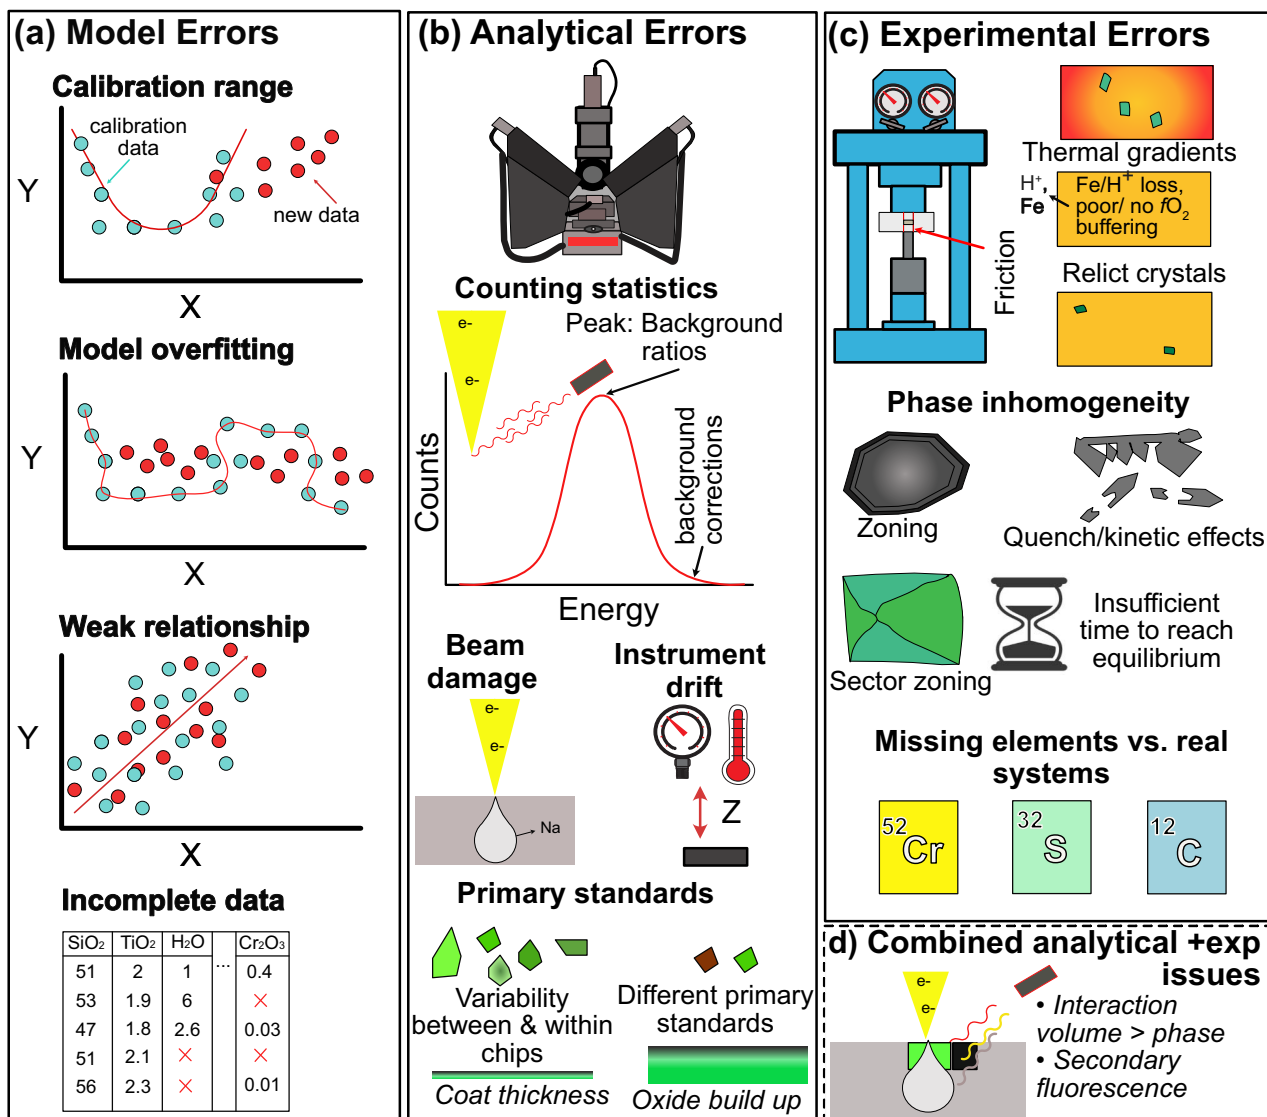 (a) Model Errors
Calibration range
calibration
data
Y
new data
X
Model overfitting
Y
X
Weak relationship
Y
X
Incomplete data
SiO₂ TiO₂ H₂O ... Cr₂O₃
51 2 1 0.4
53 1.9 6 ×
47 1.8 2.6 0.03
51 2.1 × ×
56 2.3 × 0.01
(b) Analytical Errors
Counting statistics
e-
e-
Peak: Background
ratios
Counts
background
corrections
Energy
Beam
damage
e-
e-
Na
Instrument
drift
Z
Primary standards
Variability
between & within
chips
Different primary
standards
Coat thickness
Oxide build up
(c) Experimental Errors
Friction
Thermal gradients
H⁺,
Fe
Fe/H⁺ loss,
poor/ no fO₂
buffering
Relict crystals
Phase inhomogeneity
Zoning
Quench/kinetic effects
Sector zoning
Insufficient
time to reach
equilibrium
Missing elements vs. real
systems
52 Cr
32 S
12 C
d) Combined analytical +exp
issues
e-
e-
• Interaction
volume > phase
• Secondary
fluorescence